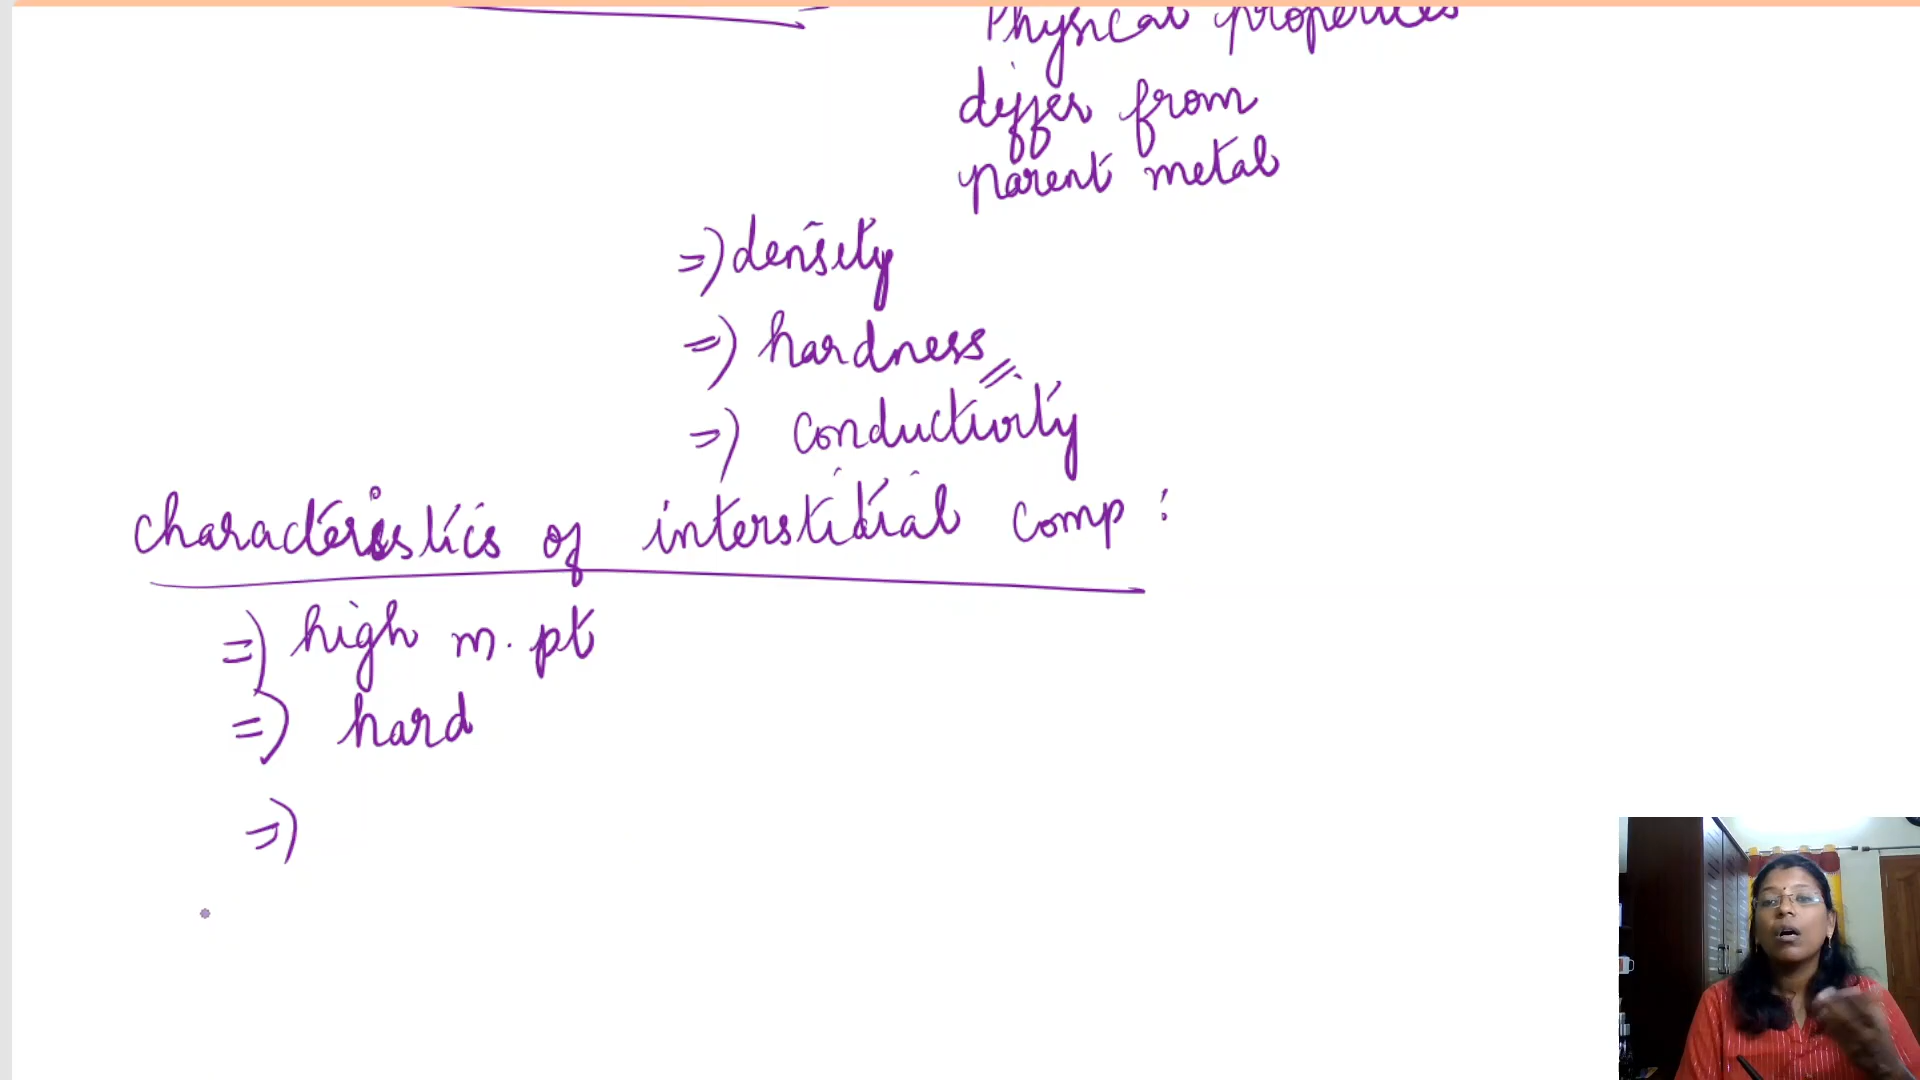 Physical properties
differ from
parent metal
=) density
=) hardness
=) conductivity
characteristics of interstitial comp :
=) high m. pt
=) hard
=)